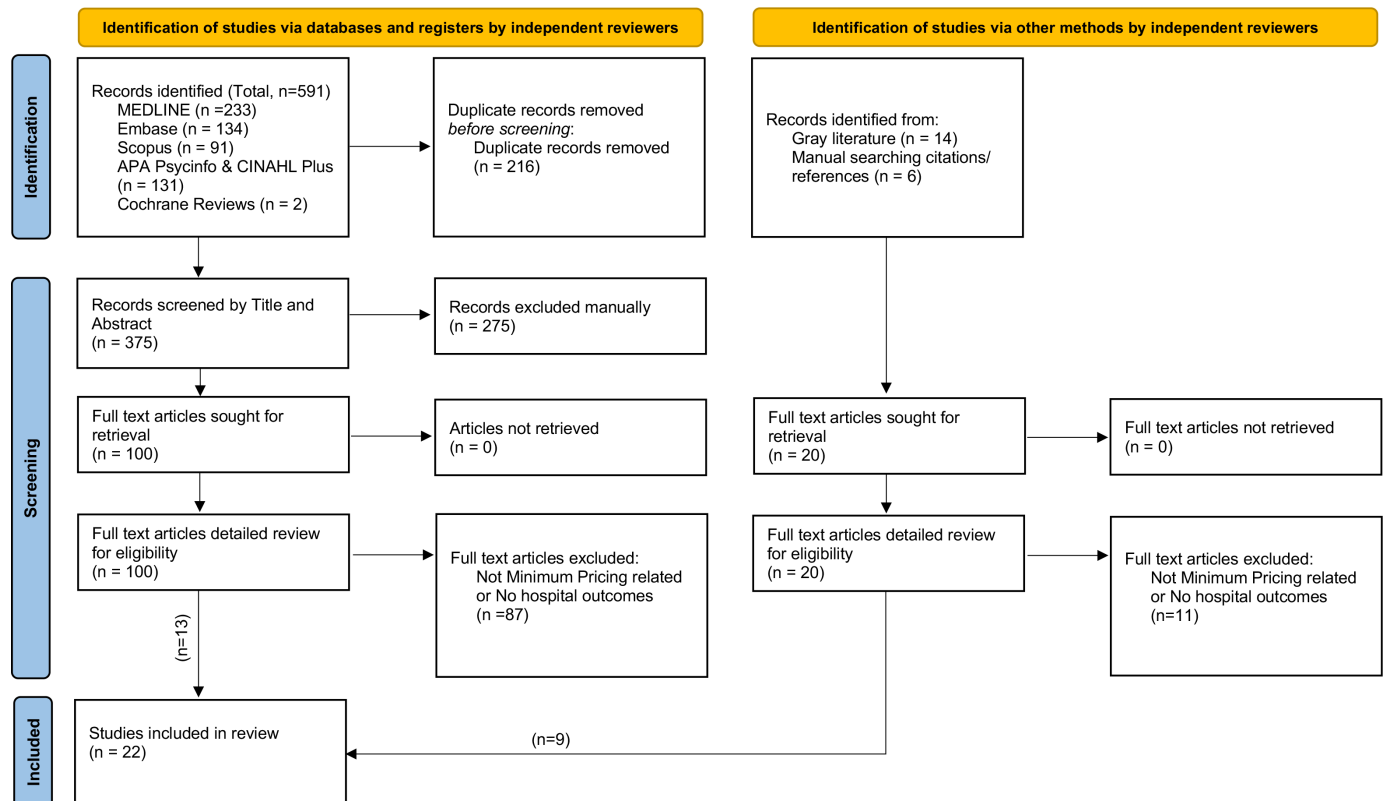 Identification of studies via databases and registers by independent reviewers
Identification of studies via other methods by independent reviewers
Identification
Records identified (Total, n=591)
MEDLINE (n =233)
Embase (n = 134)
Scopus (n = 91)
APA Psycinfo & CINAHL Plus
(n = 131)
Cochrane Reviews (n = 2)
Duplicate records removed
before screening:
Duplicate records removed
(n = 216)
Records identified from:
Gray literature (n = 14)
Manual searching citations/
references (n = 6)
Screening
Records screened by Title and
Abstract
(n = 375)
Records excluded manually
(n = 275)
Full text articles sought for
retrieval
(n = 100)
Articles not retrieved
(n = 0)
Full text articles sought for
retrieval
(n = 20)
Full text articles not retrieved
(n = 0)
Full text articles detailed review
for eligibility
(n = 100)
Full text articles excluded:
Not Minimum Pricing related
or No hospital outcomes
(n =87)
Full text articles detailed review
for eligibility
(n = 20)
Full text articles excluded:
Not Minimum Pricing related
or No hospital outcomes
(n=11)
(n=13)
Included
Studies included in review
(n = 22)
(n=9)